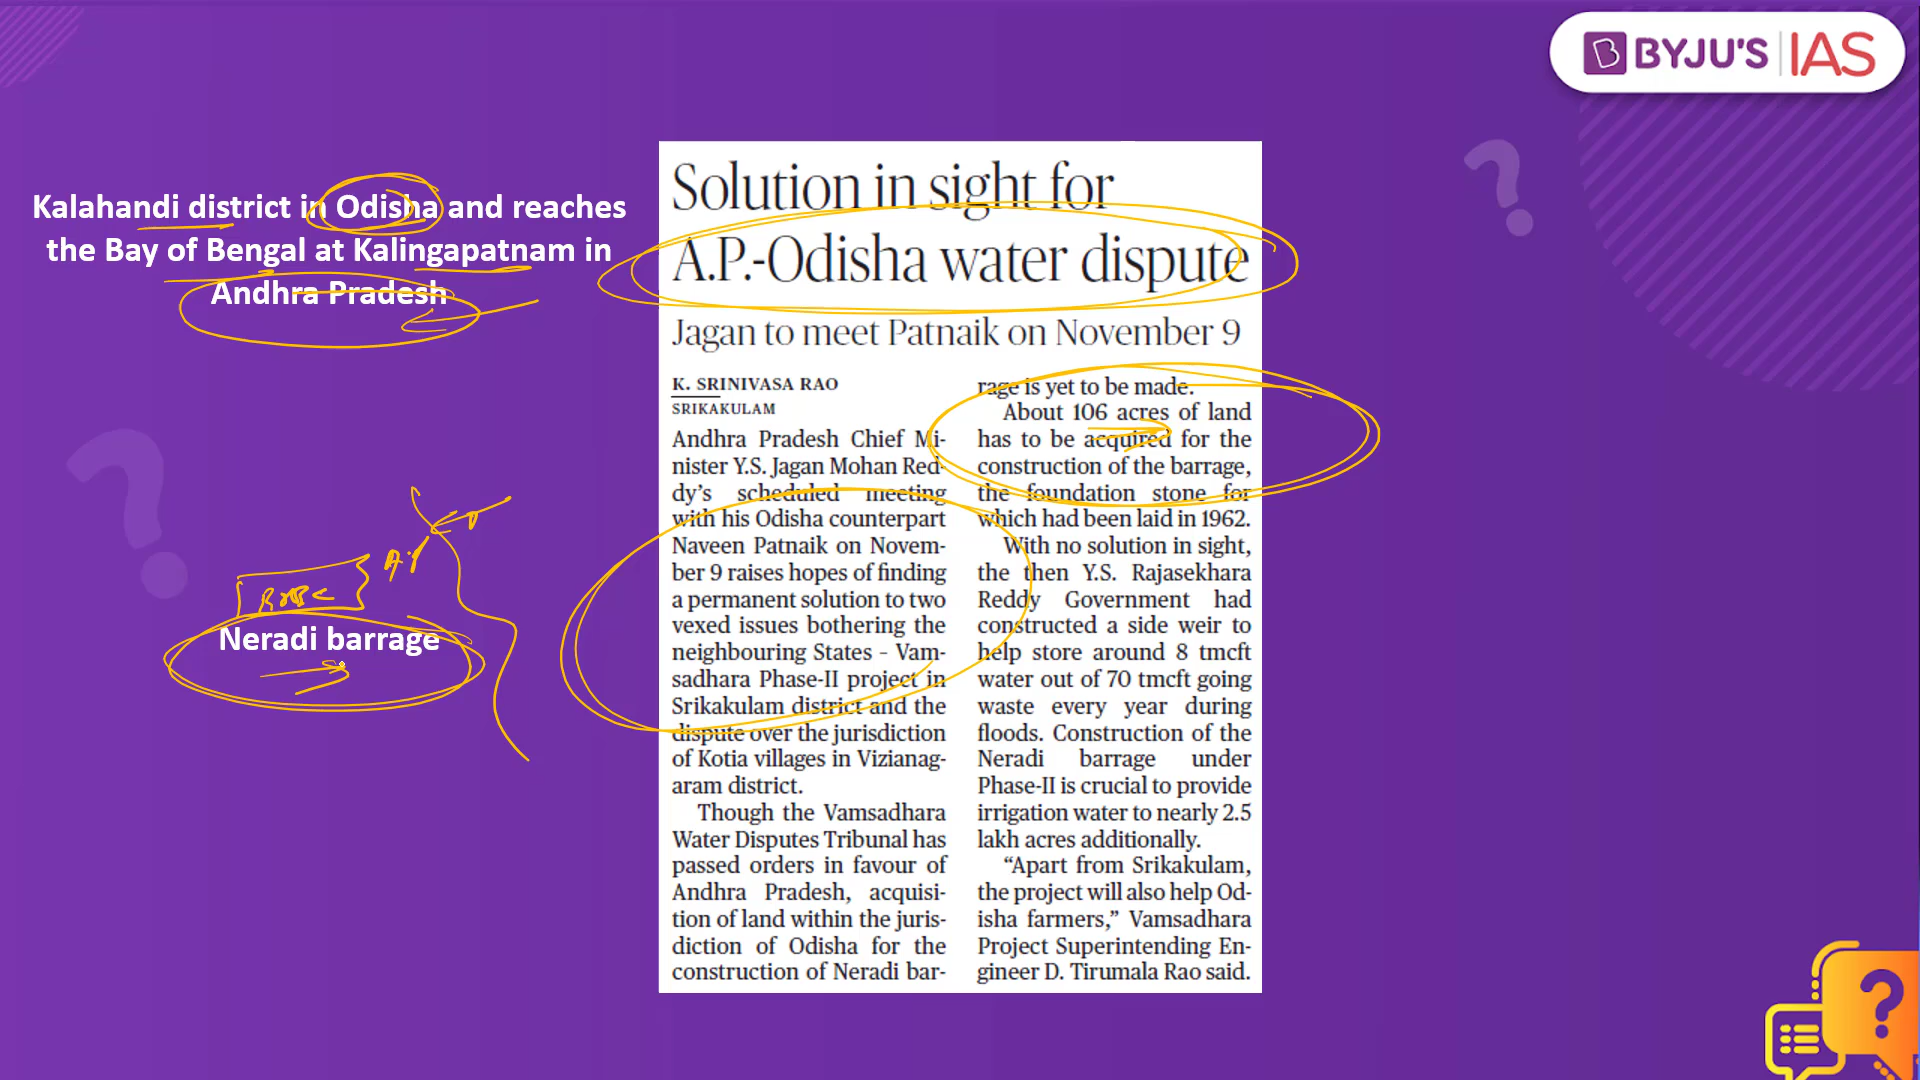 BYJU'S IAS
Kalahandi district in Odisha and reaches
the Bay of Bengal at Kalingapatnam in
Andhra Pradesh
Neradi barrage
Solution in sight for
A.P.-Odisha water dispute
Jagan to meet Patnaik on November 9
K. SRINIVASA RAO
SRIKAKULAM
Andhra Pradesh Chief Mi-
nister Y.S. Jagan Mohan Red-
dy's scheduled meeting
with his Odisha counterpart
Naveen Patnaik on Novem-
ber 9 raises hopes of finding
a permanent solution to two
vexed issues bothering the
neighbouring States - Vam-
sadhara Phase-II project in
Srikakulam district and the
dispute over the jurisdiction
of Kotia villages in Vizianag-
aram district.
Though the Vamsadhara
Water Disputes Tribunal has
passed orders in favour of
Andhra Pradesh, acquisi-
tion of land within the juris-
diction of Odisha for the
construction of Neradi bar-
rage is yet to be made.
About 106 acres of land
has to be acquired for the
construction of the barrage,
the foundation stone for
which had been laid in 1962.
With no solution in sight,
the then Y.S. Rajasekhara
Reddy Government had
constructed a side weir to
help store around 8 tmcft
water out of 70 tmcft going
waste every year during
floods. Construction of the
Neradi barrage under
Phase-II is crucial to provide
irrigation water to nearly 2.5
lakh acres additionally.
“Apart from Srikakulam,
the project will also help Od-
isha farmers,” Vamsadhara
Project Superintending En-
gineer D. Tirumala Rao said.